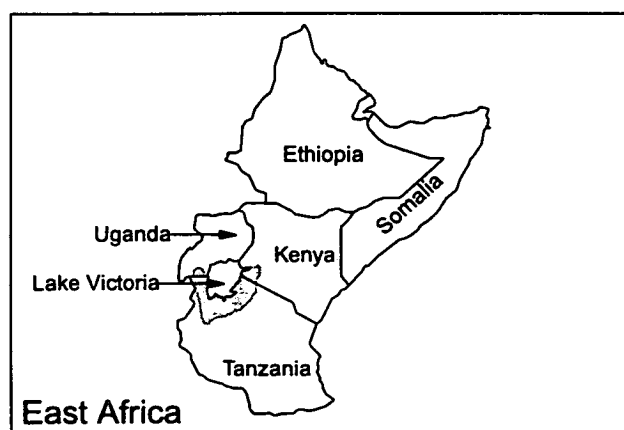 Ethiopia
Somalia
Uganda
Kenya
Lake Victoria
Tanzania
East Africa